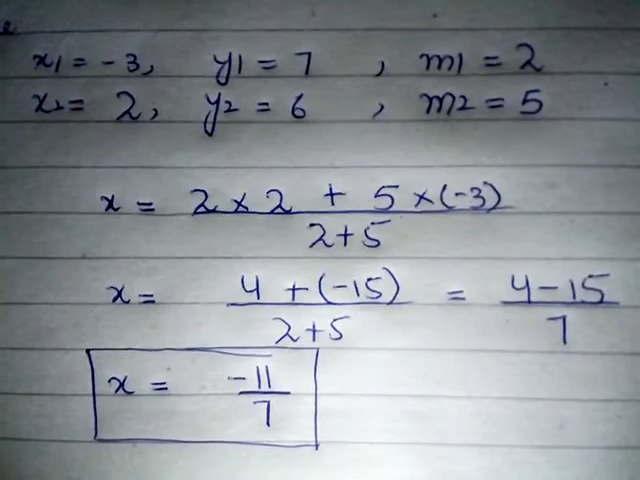 x1 = -3, y1 = 7 , m1 = 2
x2 = 2, y2 = 6 , m2 = 5
x = 2 × 2 + 5 ×(-3)
2+5
x = 4 + (-15) = 4-15
2+5 7
x = -11
7